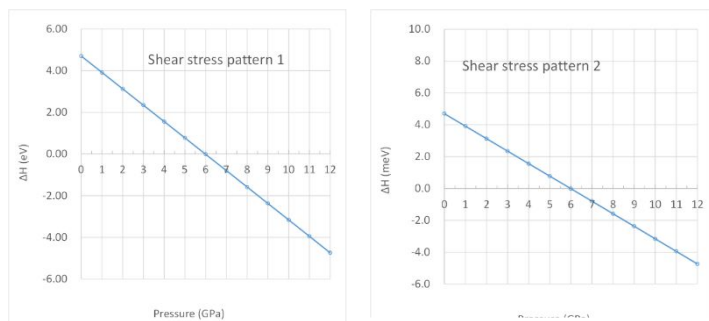 6.00
4.00
2.00
0.00
-2.00
-4.00
-6.00
Shear stress pattern 1
0 1 2 3 4 5 6 7 8 9 10 11 12
ΔH (eV)
Pressure (GPa)
10.0
8.0
6.0
4.0
2.0
0.0
-2.0
-4.0
-6.0
Shear stress pattern 2
0 1 2 3 4 5 6 7 8 9 10 11 12
ΔH (meV)
Pressure (GPa)